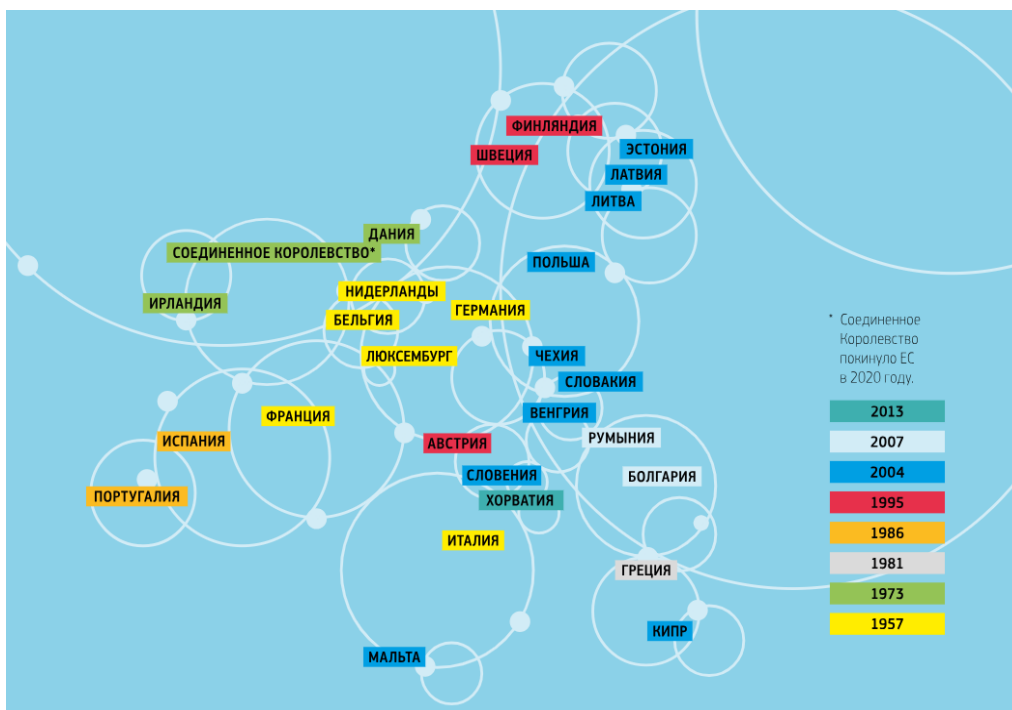 ФИНЛЯНДИЯ
ШВЕЦИЯ
ЭСТОНИЯ
ЛАТВИЯ
ЛИТВА
ДАНИЯ
СОЕДИНЕННОЕ КОРОЛЕВСТВО*
ПОЛЬША
НИДЕРЛАНДЫ
ИРЛАНДИЯ
ГЕРМАНИЯ
БЕЛЬГИЯ
ЛЮКСЕМБУРГ
ЧЕХИЯ
СЛОВАКИЯ
ФРАНЦИЯ
ВЕНГРИЯ
ИСПАНИЯ
АВСТРИЯ
РУМЫНИЯ
СЛОВЕНИЯ
БОЛГАРИЯ
ПОРТУГАЛИЯ
ХОРВАТИЯ
ИТАЛИЯ
ГРЕЦИЯ
КИПР
МАЛЬТА
* Соединенное
Королевство
покинуло ЕС
в 2020 году.
2013
2007
2004
1995
1986
1981
1973
1957